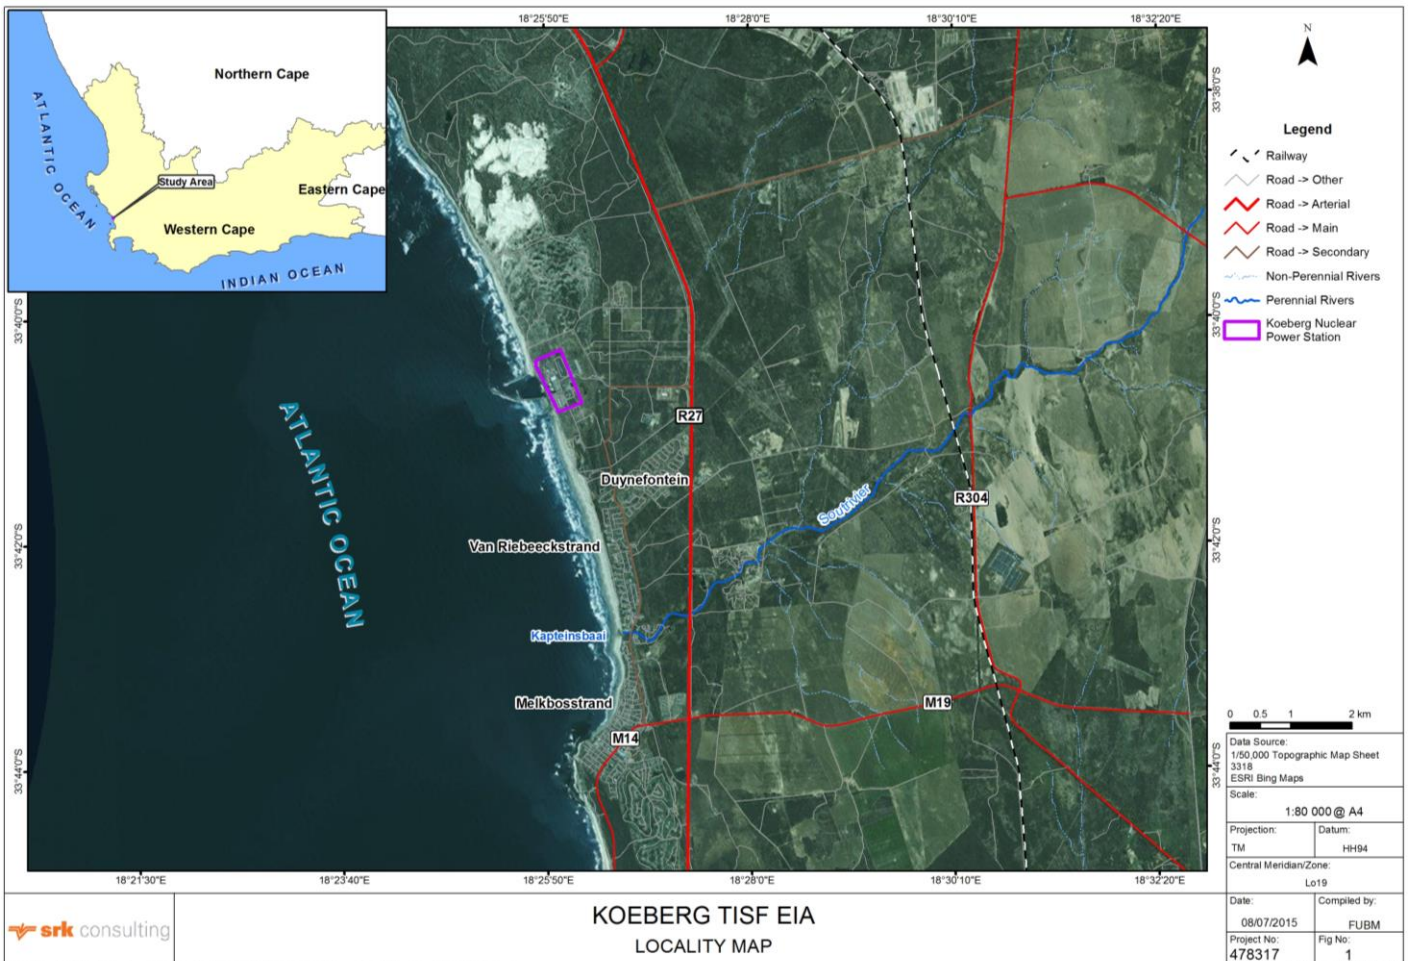 18°25'50"E
18°28'0"E
18°30'10"E
18°32'20"E
Northern Cape
ATLANTIC OCEAN
Study Area
Eastern Cape
Western Cape
INDIAN OCEAN
33°38'0"S
33°40'0"S
33°40'0"S
33°42'0"S
33°42'0"S
33°44'0"S
33°44'0"S
ATLANTIC OCEAN
R27
Duynefontein
Soutrivier
R304
Van Riebeeckstrand
Kapteinsbaai
Melkbosstrand
M19
M14
18°21'30"E
18°23'40"E
18°25'50"E
18°28'0"E
18°30'10"E
18°32'20"E
N
Legend
Railway
Road -> Other
Road -> Arterial
Road -> Main
Road -> Secondary
Non-Perennial Rivers
Perennial Rivers
Koeberg Nuclear
Power Station
0 0.5 1 2 km
Data Source:
1/50,000 Topographic Map Sheet
3318
ESRI Bing Maps
Scale:
1:80 000 @ A4
Projection:
TM
Datum:
HH94
Central Meridian/Zone:
Lo19
Date:
08/07/2015
Compiled by:
FUBM
Project No:
478317
Fig No:
1
srk consulting
KOEBERG TISF EIA
LOCALITY MAP